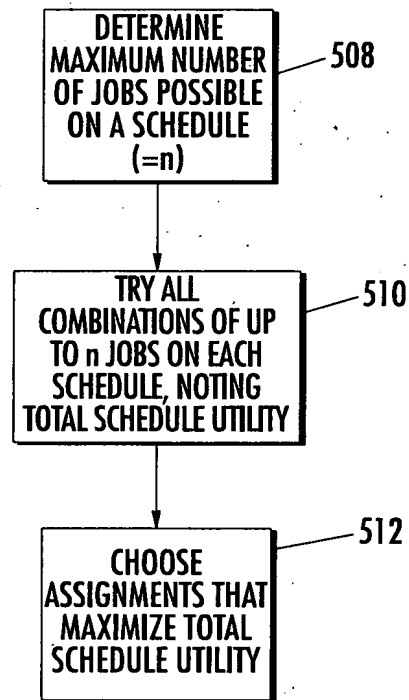 DETERMINE
MAXIMUM NUMBER
OF JOBS POSSIBLE
ON A SCHEDULE
(=n)
508
TRY ALL
COMBINATIONS OF UP
TO n JOBS ON EACH
SCHEDULE, NOTING
TOTAL SCHEDULE UTILITY
510
CHOOSE
ASSIGNMENTS THAT
MAXIMIZE TOTAL
SCHEDULE UTILITY
512